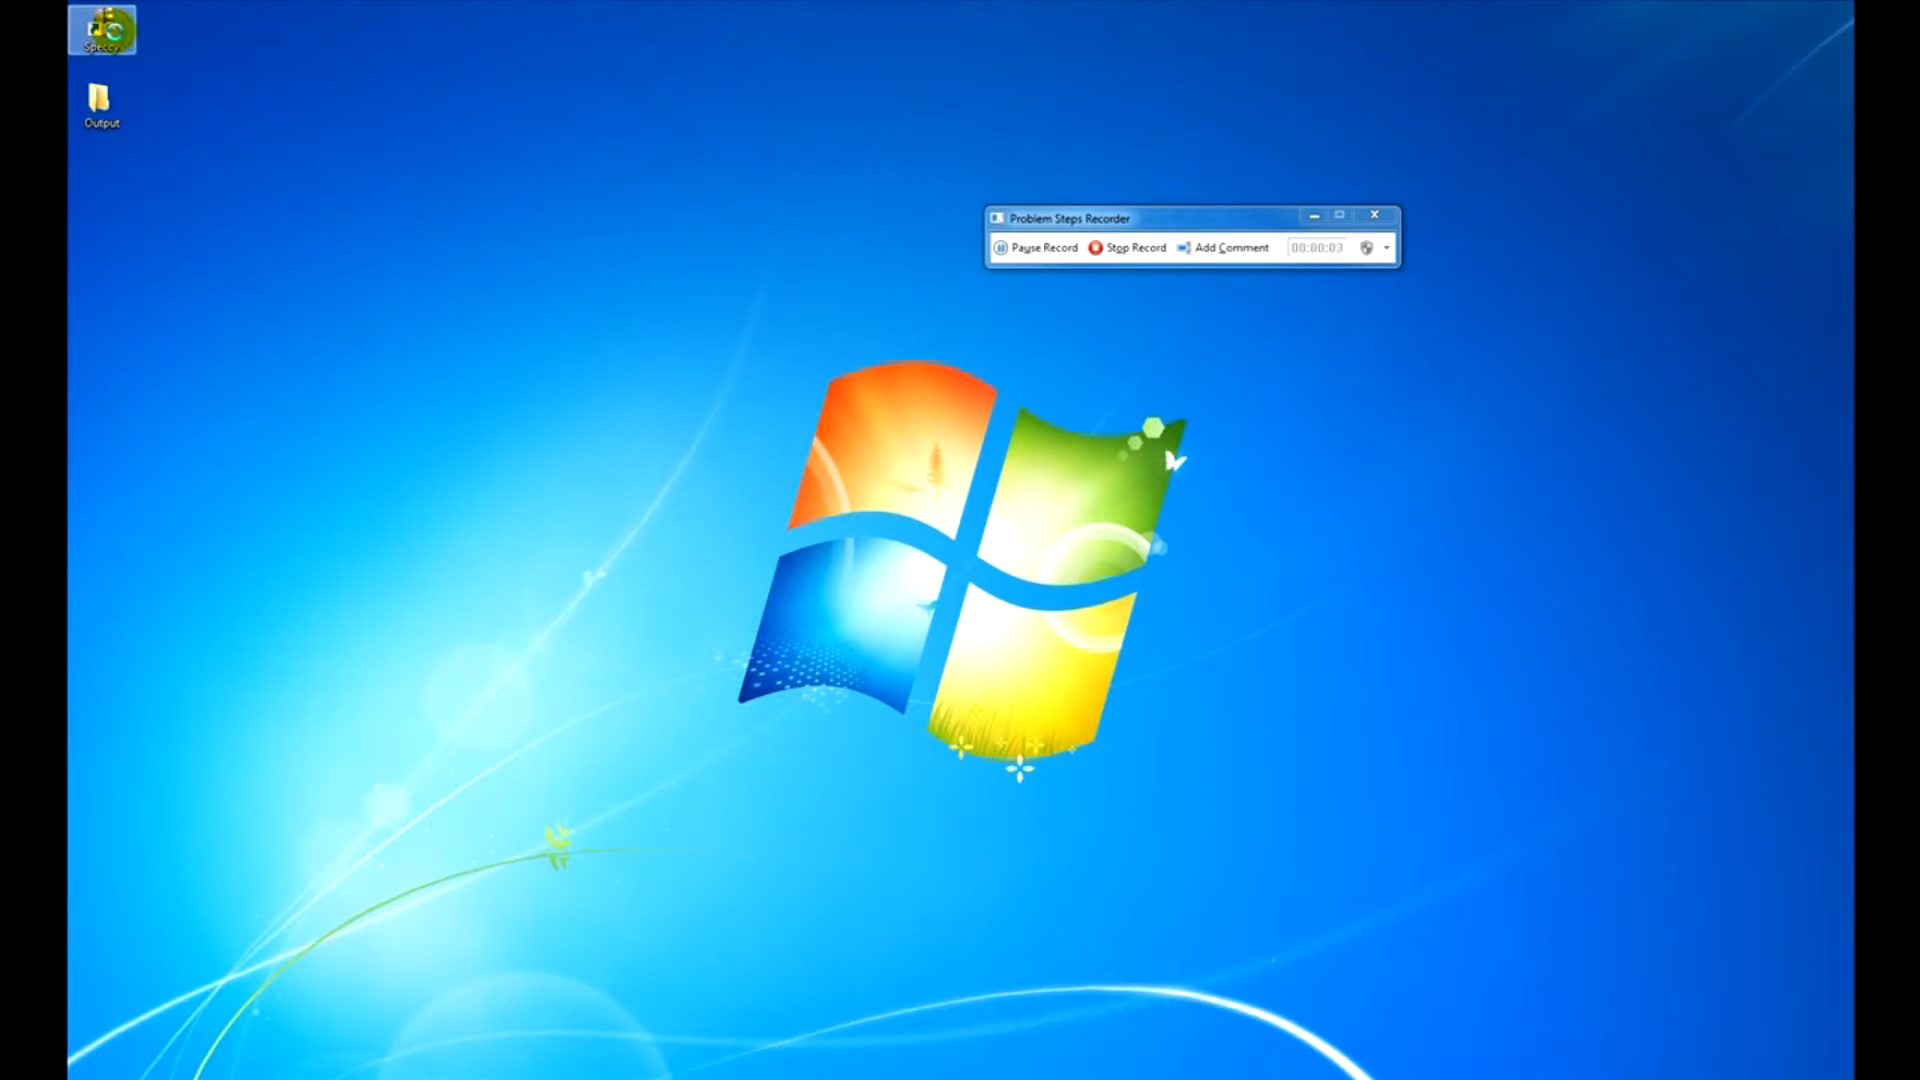 Speccy
Output
Problem Steps Recorder
Pause Record Stop Record Add Comment 00:00:03